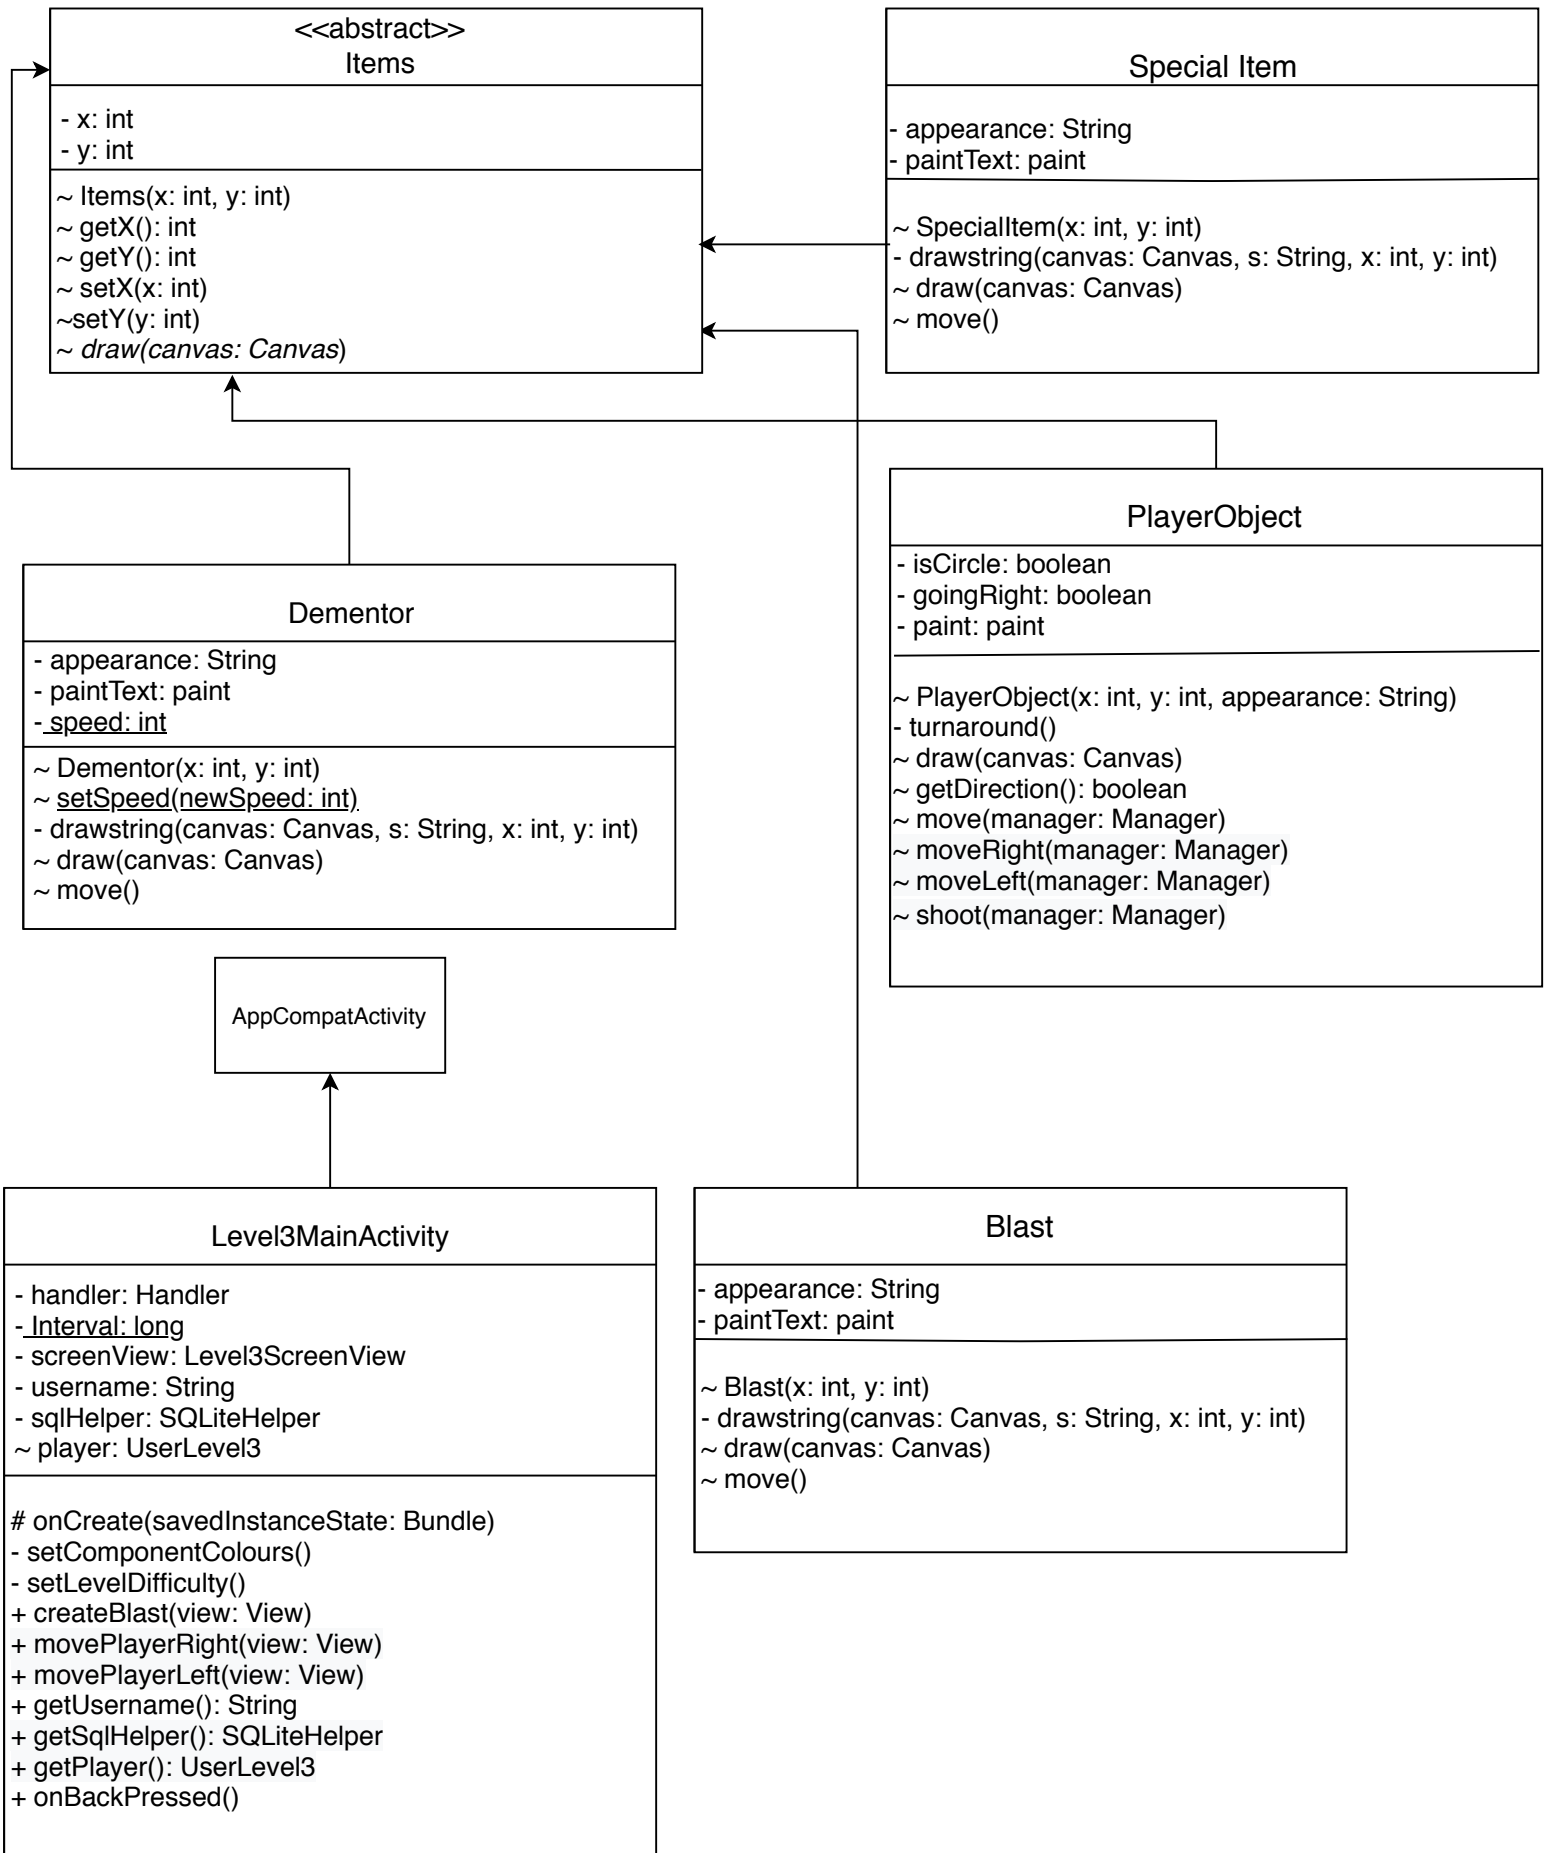 <<abstract>>
Items
- x: int
- y: int
~ Items(x: int, y: int)
~ getX(): int
~ getY(): int
~ setX(x: int)
~setY(y: int)
~ draw(canvas: Canvas)
Special Item
- appearance: String
- paintText: paint
~ SpecialItem(x: int, y: int)
- drawstring(canvas: Canvas, s: String, x: int, y: int)
~ draw(canvas: Canvas)
~ move()
Dementor
- appearance: String
- paintText: paint
- speed: int
~ Dementor(x: int, y: int)
~ setSpeed(newSpeed: int)
- drawstring(canvas: Canvas, s: String, x: int, y: int)
~ draw(canvas: Canvas)
~ move()
PlayerObject
- isCircle: boolean
- goingRight: boolean
- paint: paint
~ PlayerObject(x: int, y: int, appearance: String)
- turnaround()
~ draw(canvas: Canvas)
~ getDirection(): boolean
~ move(manager: Manager)
~ moveRight(manager: Manager)
~ moveLeft(manager: Manager)
~ shoot(manager: Manager)
AppCompatActivity
Level3MainActivity
- handler: Handler
- Interval: long
- screenView: Level3ScreenView
- username: String
- sqlHelper: SQLiteHelper
~ player: UserLevel3
# onCreate(savedInstanceState: Bundle)
- setComponentColours()
- setLevelDifficulty()
+ createBlast(view: View)
+ movePlayerRight(view: View)
+ movePlayerLeft(view: View)
+ getUsername(): String
+ getSqlHelper(): SQLiteHelper
+ getPlayer(): UserLevel3
+ onBackPressed()
Blast
- appearance: String
- paintText: paint
~ Blast(x: int, y: int)
- drawstring(canvas: Canvas, s: String, x: int, y: int)
~ draw(canvas: Canvas)
~ move()